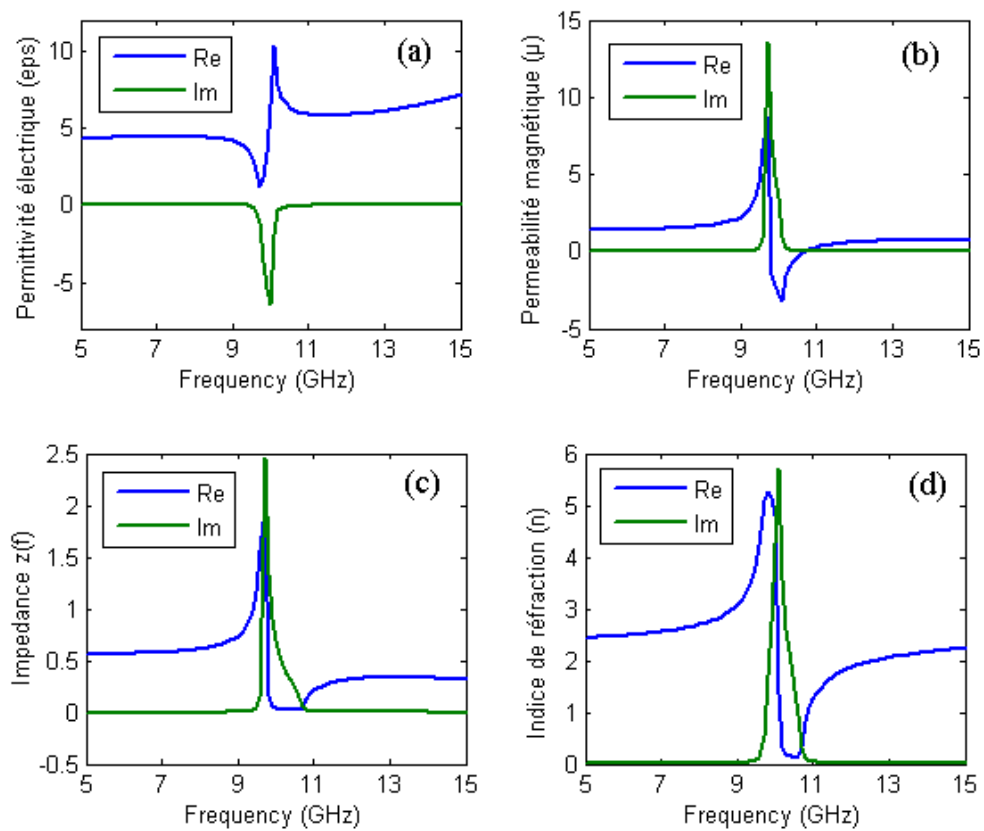 (a)
Re
Im
Permittivité électrique (eps)
10
5
0
-5
5
7
9
11
13
15
Frequency (GHz)
(b)
Re
Im
Permeabilité magnétique (µ)
15
10
5
0
-5
5
7
9
11
13
15
Frequency (GHz)
(c)
Re
Im
Impedance z(f)
2.5
2
1.5
1
0.5
0
-0.5
5
7
9
11
13
15
Frequency (GHz)
(d)
Re
Im
Indice de réfraction (n)
6
5
4
3
2
1
0
5
7
9
11
13
15
Frequency (GHz)